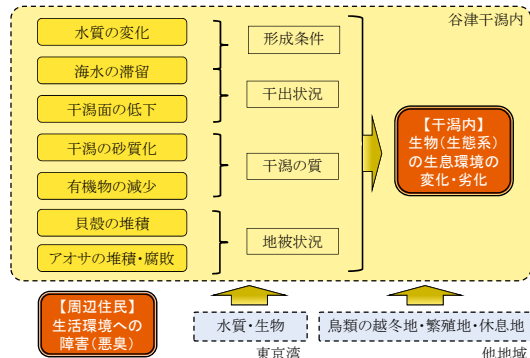 谷津干潟内
水質の変化
海水の滞留
干潟面の低下
干潟の砂質化
有機物の減少
貝殻の堆積
アオサの堆積・腐敗
形成条件
干出状況
干潟の質
地被状況
【干潟内】
生物(生態系)
の生息環境の
変化・劣化
【周辺住民】
生活環境への
障害(悪臭)
水質・生物
東京湾
鳥類の越冬地・繁殖地・休息地
他地域